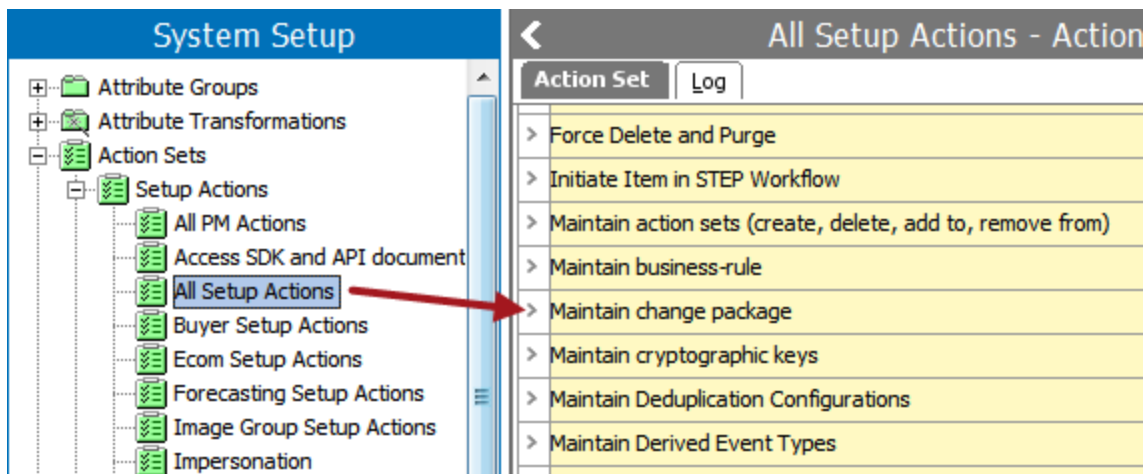 System Setup
Attribute Groups
Attribute Transformations
Action Sets
Setup Actions
All PM Actions
Access SDK and API document
All Setup Actions
Buyer Setup Actions
Ecom Setup Actions
Forecasting Setup Actions
Image Group Setup Actions
Impersonation
All Setup Actions - Action
Action Set
Log
Force Delete and Purge
Initiate Item in STEP Workflow
Maintain action sets (create, delete, add to, remove from)
Maintain business-rule
Maintain change package
Maintain cryptographic keys
Maintain Deduplication Configurations
Maintain Derived Event Types